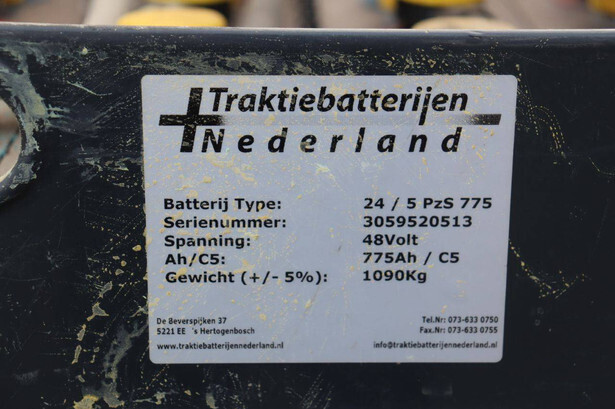 Traktiebatterijen
Nederland
Batterij Type: 24 / 5 PzS 775
Serienummer: 3059520513
Spanning: 48Volt
Ah/C5: 775Ah / C5
Gewicht (+/- 5%): 1090Kg
De Beverspijken 37 Tel.Nr: 073-633 0750
5221 EE 's Hertogenbosch Fax.Nr: 073-633 0755
www.traktiebatterijennederland.nl info@traktiebatterijennederland.nl